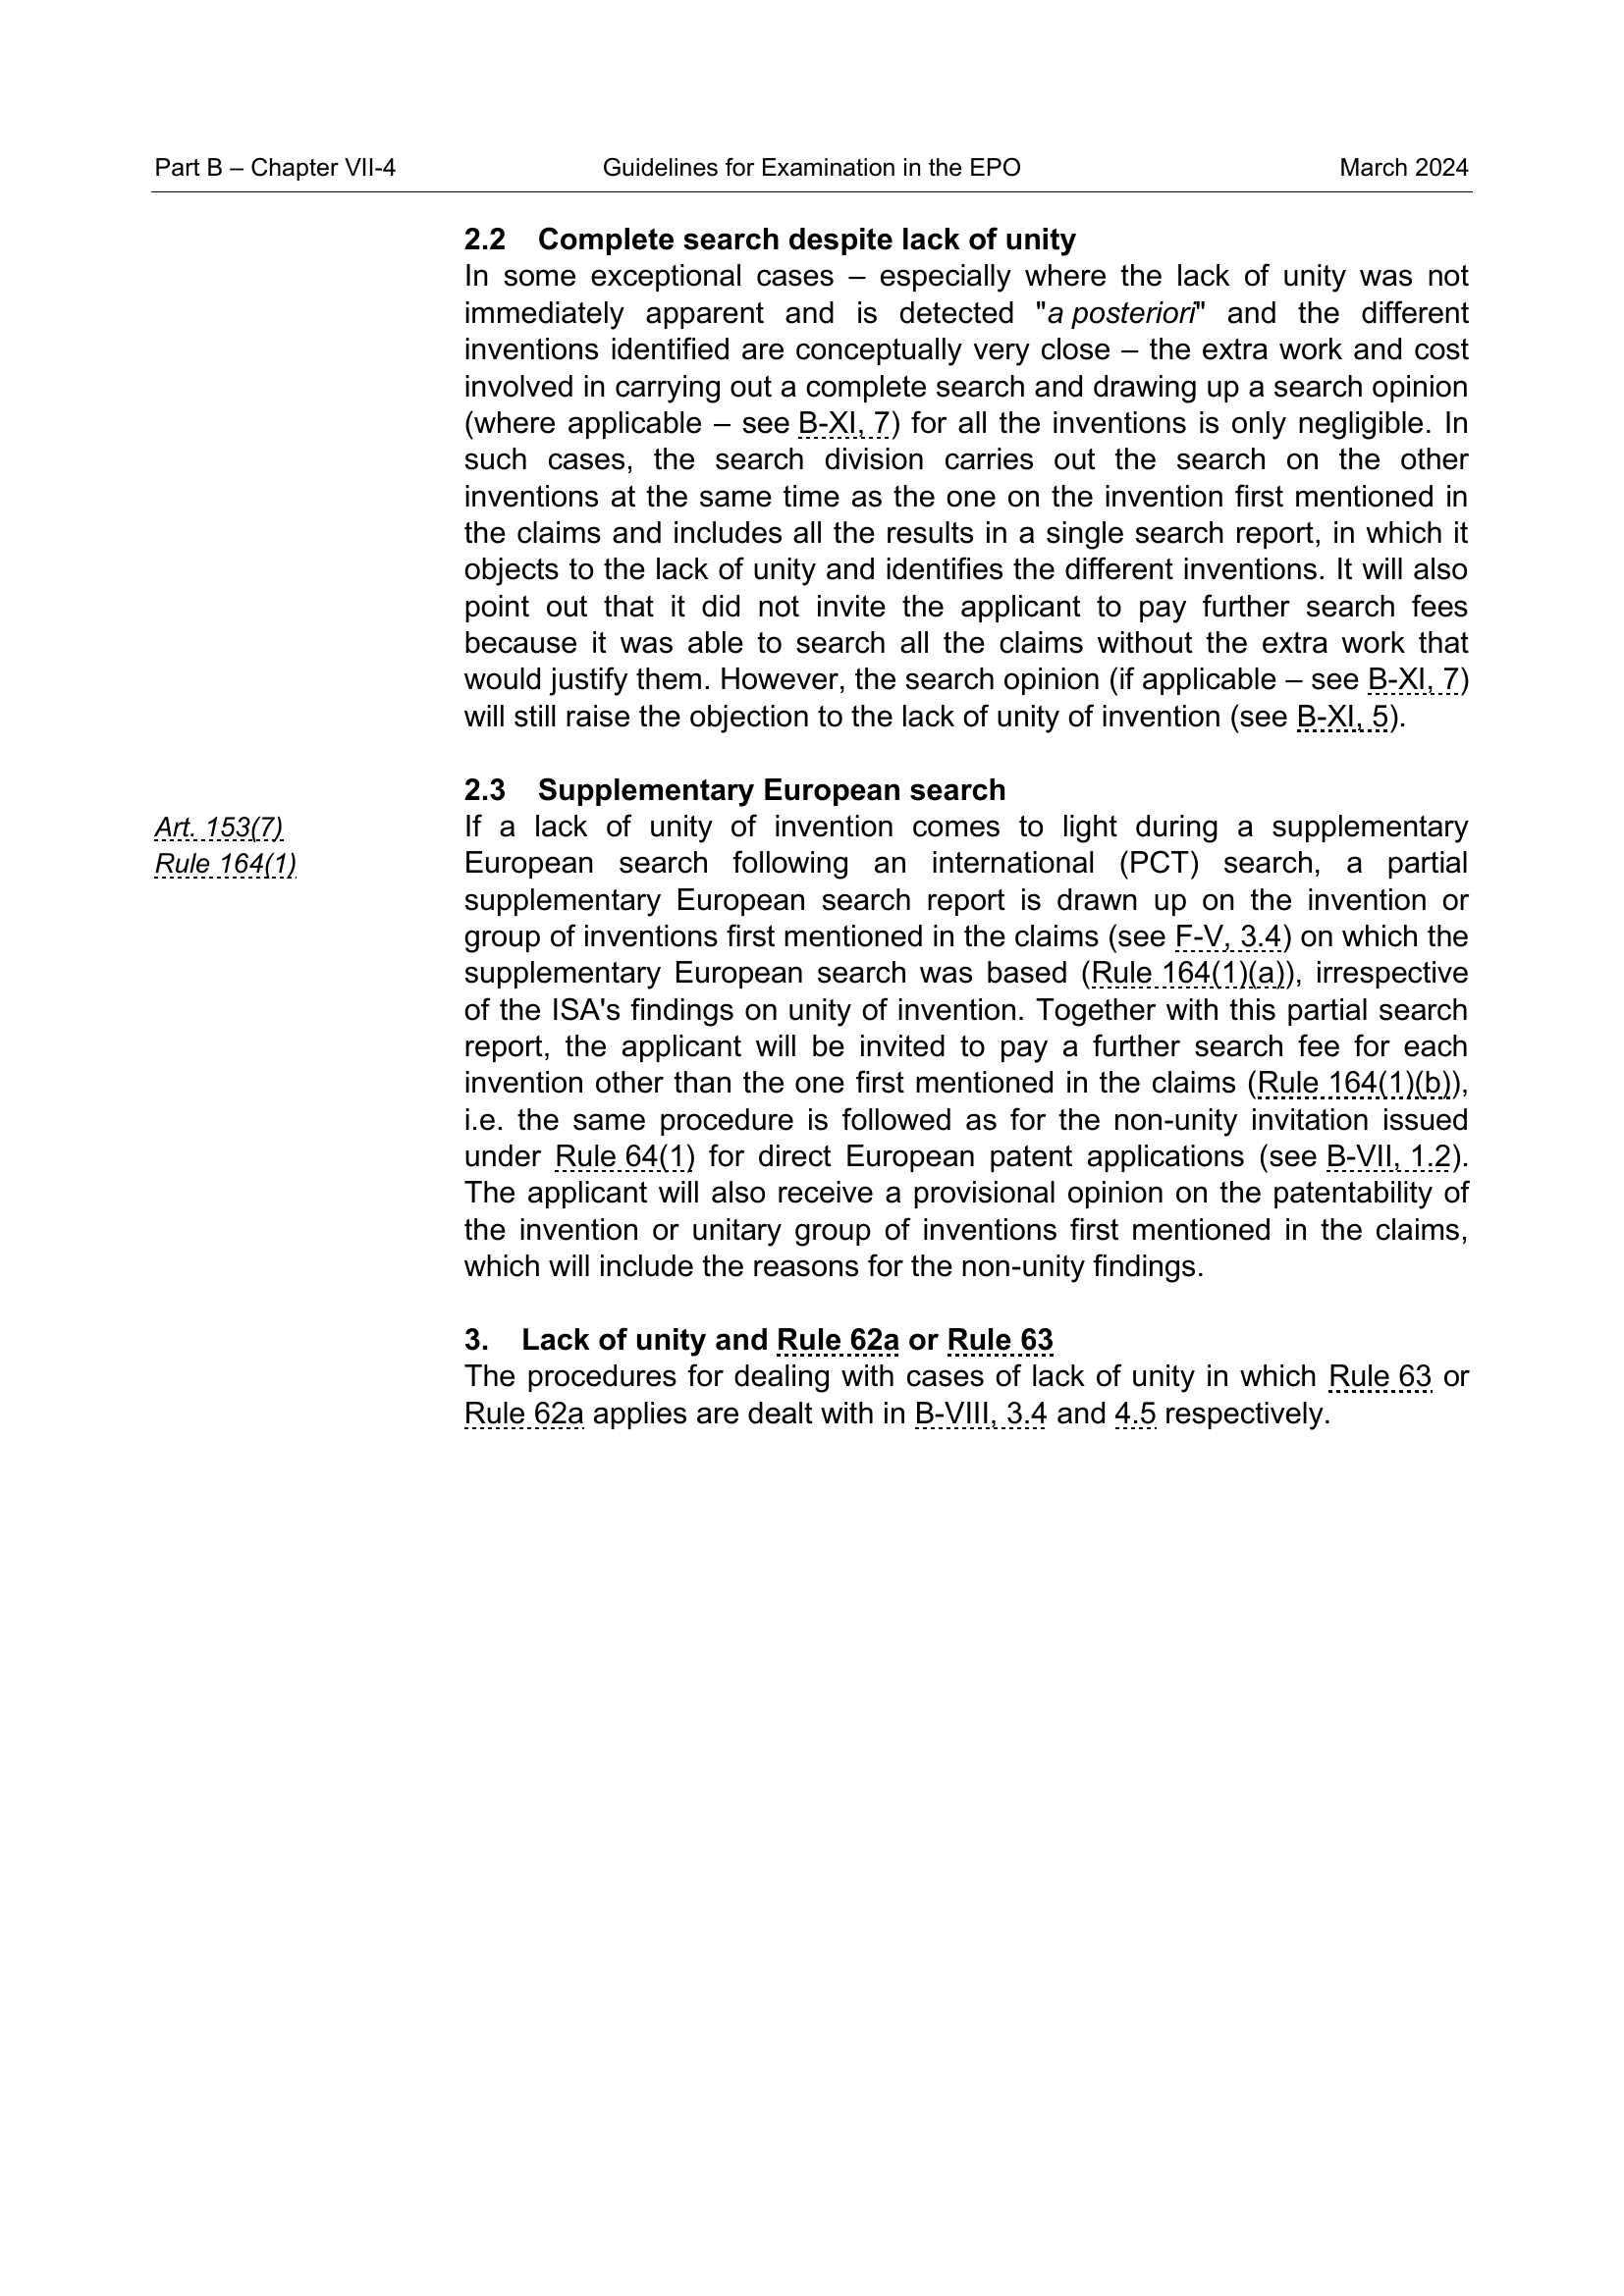 Part B – Chapter VII-4 Guidelines for Examination in the EPO March 2024
2.2 Complete search despite lack of unity
In some exceptional cases – especially where the lack of unity was not
immediately apparent and is detected "a posteriori" and the different
inventions identified are conceptually very close – the extra work and cost
involved in carrying out a complete search and drawing up a search opinion
(where applicable – see B-XI, 7) for all the inventions is only negligible. In
such cases, the search division carries out the search on the other
inventions at the same time as the one on the invention first mentioned in
the claims and includes all the results in a single search report, in which it
objects to the lack of unity and identifies the different inventions. It will also
point out that it did not invite the applicant to pay further search fees
because it was able to search all the claims without the extra work that
would justify them. However, the search opinion (if applicable – see B-XI, 7)
will still raise the objection to the lack of unity of invention (see B-XI, 5).
2.3 Supplementary European search
Art. 153(7)
Rule 164(1)
If a lack of unity of invention comes to light during a supplementary
European search following an international (PCT) search, a partial
supplementary European search report is drawn up on the invention or
group of inventions first mentioned in the claims (see F-V, 3.4) on which the
supplementary European search was based (Rule 164(1)(a)), irrespective
of the ISA's findings on unity of invention. Together with this partial search
report, the applicant will be invited to pay a further search fee for each
invention other than the one first mentioned in the claims (Rule 164(1)(b)),
i.e. the same procedure is followed as for the non-unity invitation issued
under Rule 64(1) for direct European patent applications (see B-VII, 1.2).
The applicant will also receive a provisional opinion on the patentability of
the invention or unitary group of inventions first mentioned in the claims,
which will include the reasons for the non-unity findings.
3. Lack of unity and Rule 62a or Rule 63
The procedures for dealing with cases of lack of unity in which Rule 63 or
Rule 62a applies are dealt with in B-VIII, 3.4 and 4.5 respectively.